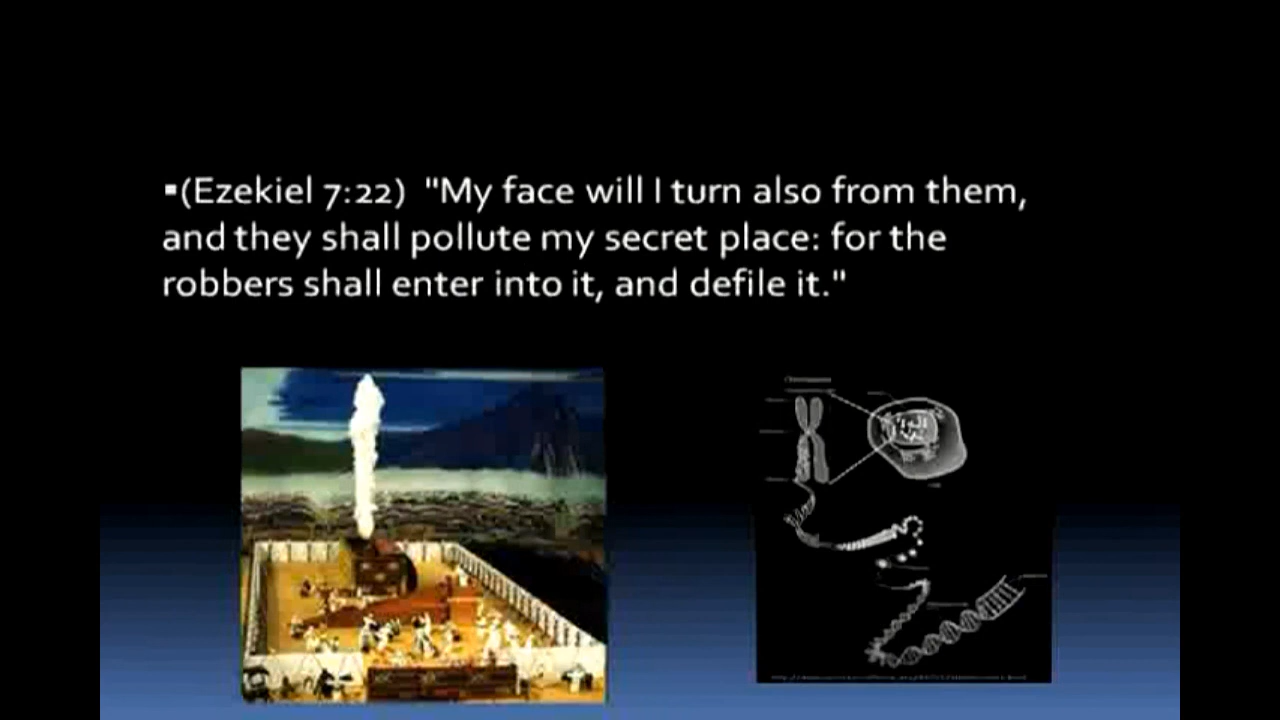 ▪(Ezekiel 7:22) "My face will I turn also from them,
and they shall pollute my secret place: for the
robbers shall enter into it, and defile it."
Chromosome